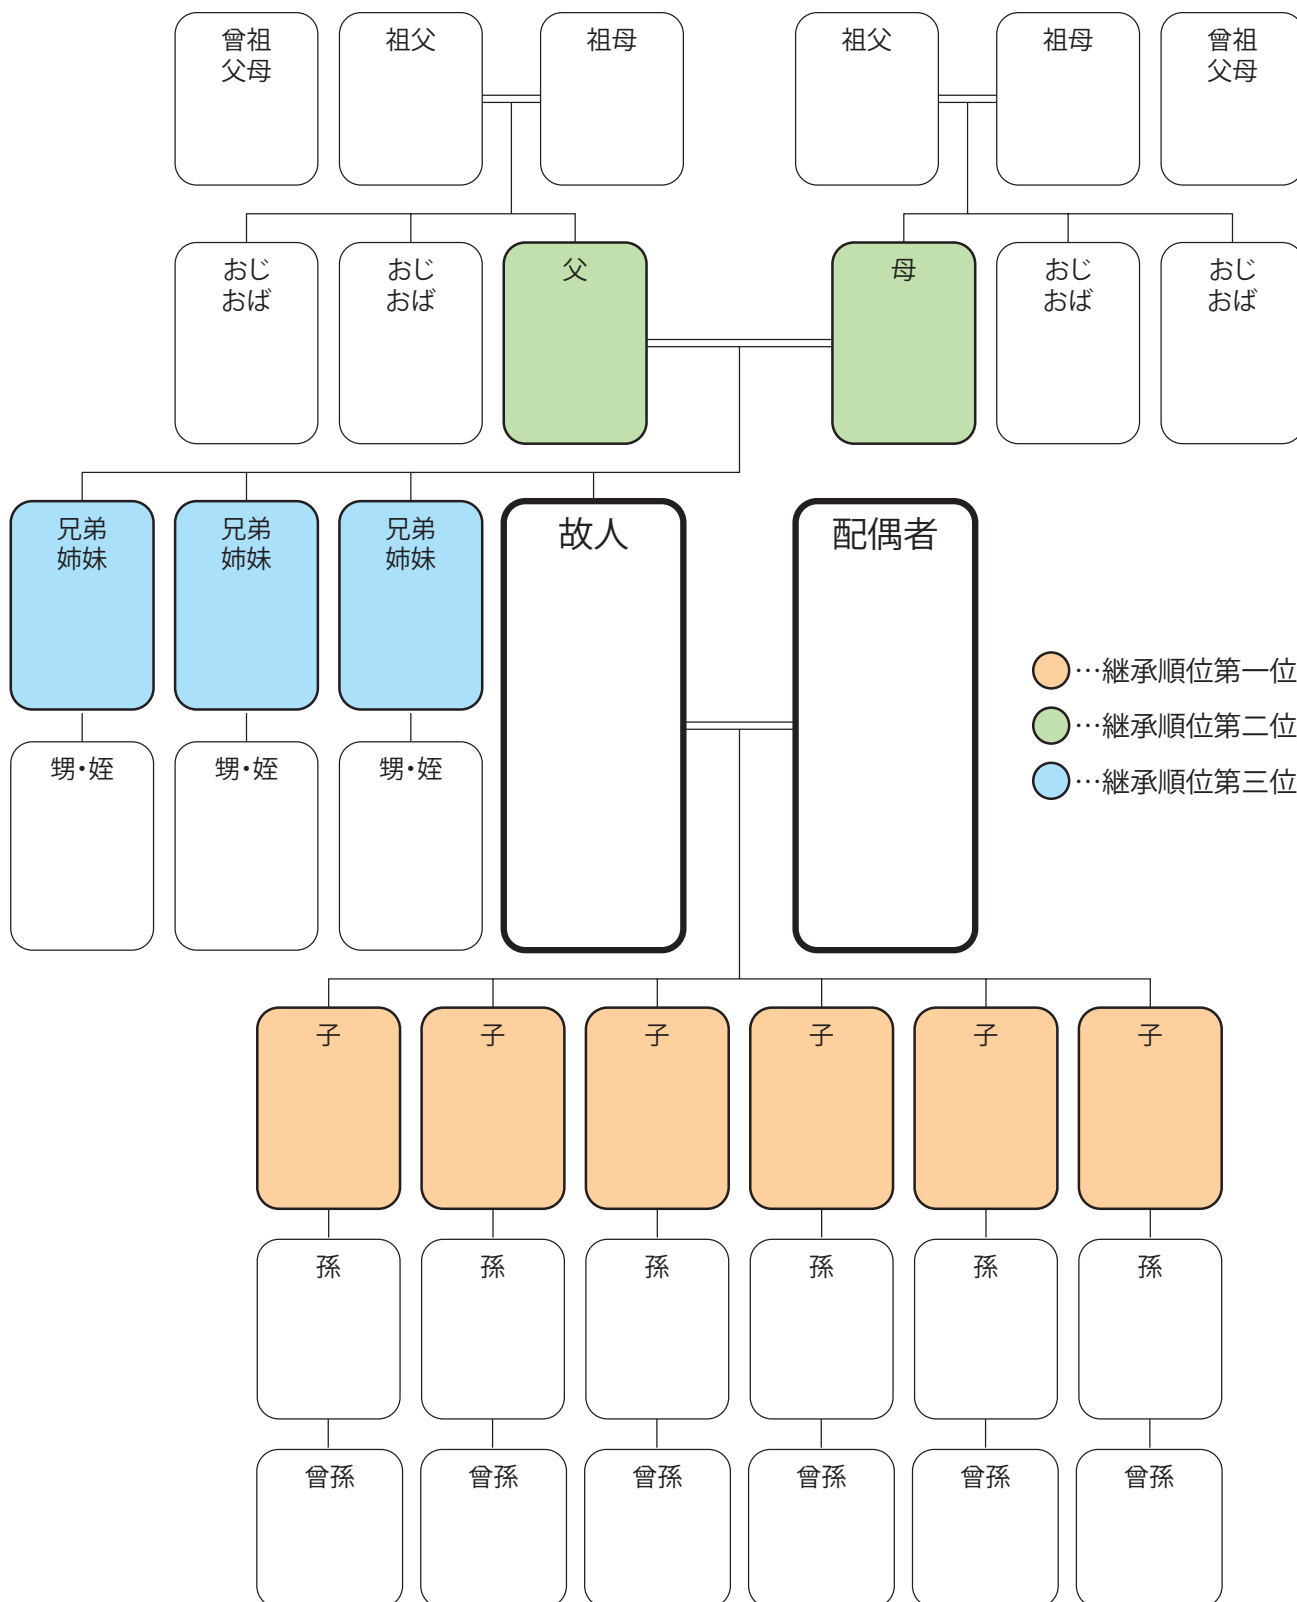 曾祖
父母
祖父
祖母
祖父
祖母
曾祖
父母
おじ
おば
おじ
おば
父
母
おじ
おば
おじ
おば
兄弟
姉妹
兄弟
姉妹
兄弟
姉妹
故人
配偶者
…継承順位第一位
…継承順位第二位
…継承順位第三位
甥・姪
甥・姪
甥・姪
子
子
子
子
子
子
孫
孫
孫
孫
孫
孫
曾孫
曾孫
曾孫
曾孫
曾孫
曾孫